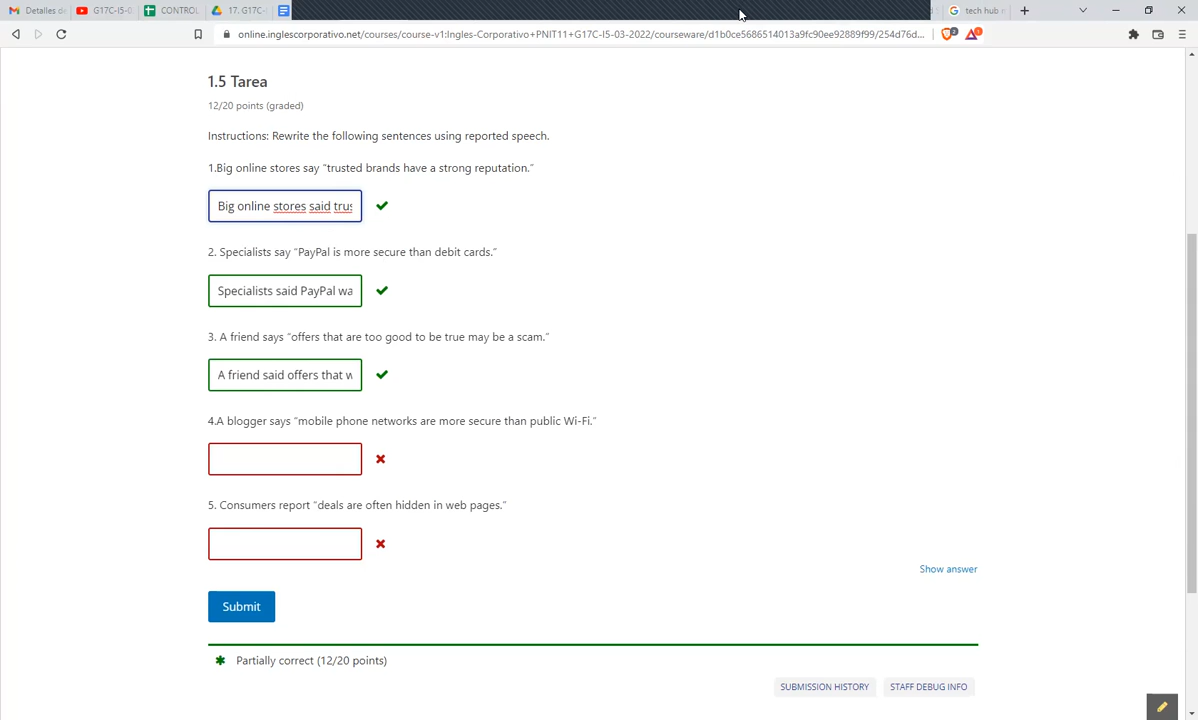 Detalles de
G17C-I5-0
CONTROL
17. G17C-
tech hub
online.inglescorporativo.net/courses/course-v1:Ingles-Corporativo+PNIT11+G17C-I5-03-2022/courseware/d1b0ce5686514013a9fc90ee92889f99/254d76d...
2
1.5 Tarea
12/20 points (graded)
Instructions: Rewrite the following sentences using reported speech.
1.Big online stores say “trusted brands have a strong reputation.”
Big online stores said trus
2. Specialists say “PayPal is more secure than debit cards.”
Specialists said PayPal wa
3. A friend says “offers that are too good to be true may be a scam.”
A friend said offers that w
4.A blogger says “mobile phone networks are more secure than public Wi-Fi.”
5. Consumers report “deals are often hidden in web pages.”
Show answer
Submit
Partially correct (12/20 points)
SUBMISSION HISTORY
STAFF DEBUG INFO